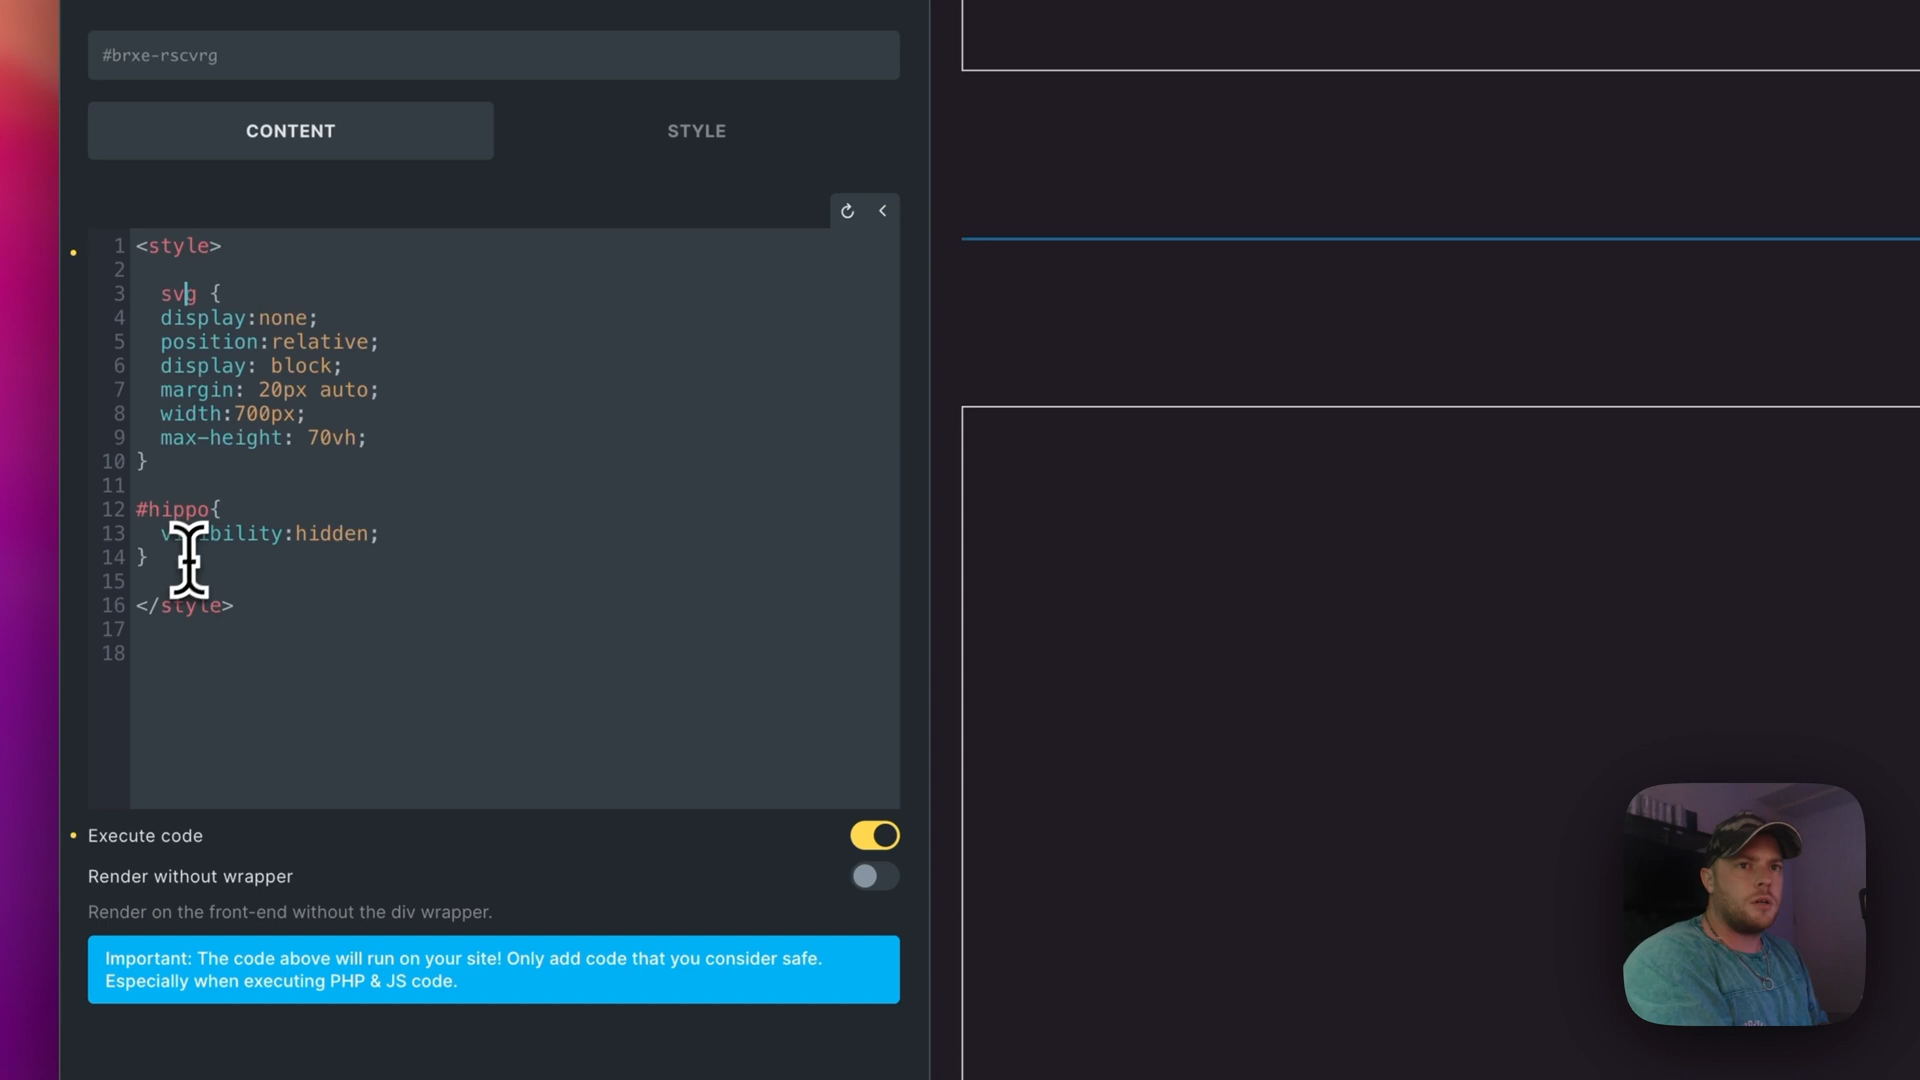 #brxe-rscvrg
CONTENT
STYLE
1 <style>
2
3 svg {
4 display:none;
5 position:relative;
6 display: block;
7 margin: 20px auto;
8 width:700px;
9 max-height: 70vh;
10 }
11
12 #hippo{
13 visibility:hidden;
14 }
15
16 </style>
17
18
Execute code
Render without wrapper
Render on the front-end without the div wrapper.
Important: The code above will run on your site! Only add code that you consider safe.
Especially when executing PHP & JS code.